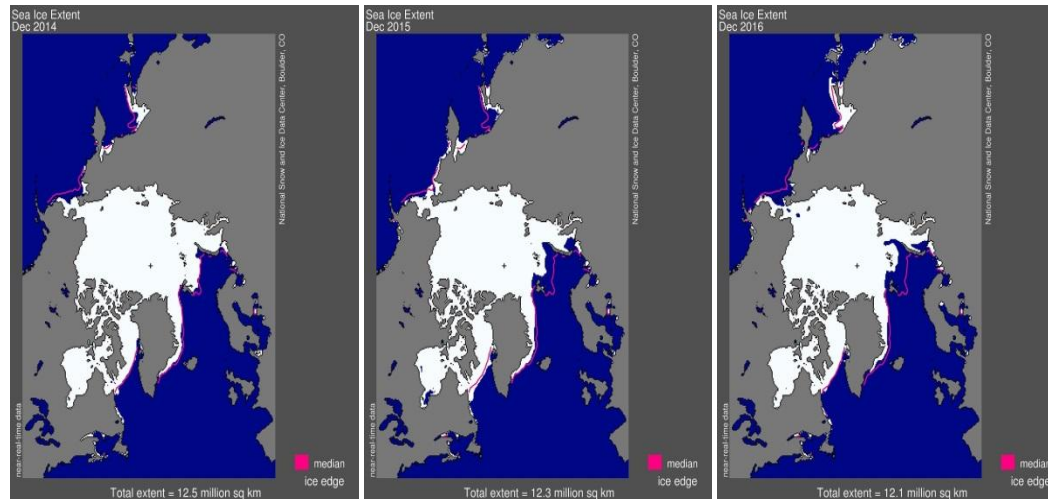 Sea Ice Extent
Dec 2014
National Snow and Ice Data Center, Boulder, CO
near-real-time data
median
ice edge
Total extent = 12.5 million sq km
Sea Ice Extent
Dec 2015
National Snow and Ice Data Center, Boulder, CO
near-real-time data
median
ice edge
Total extent = 12.3 million sq km
Sea Ice Extent
Dec 2016
National Snow and Ice Data Center, Boulder, CO
near-real-time data
median
ice edge
Total extent = 12.1 million sq km